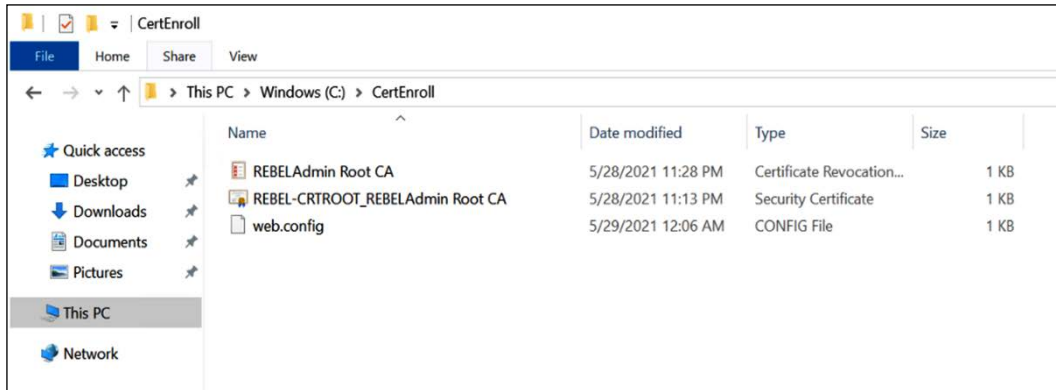 CertEnroll
File Home Share View
This PC > Windows (C:) > CertEnroll
Name Date modified Type Size
Quick access
Desktop
Downloads
Documents
Pictures
This PC
Network
REBELAdmin Root CA 5/28/2021 11:28 PM Certificate Revocation... 1 KB
REBEL-CRTROOT_REBELAdmin Root CA 5/28/2021 11:13 PM Security Certificate 1 KB
web.config 5/29/2021 12:06 AM CONFIG File 1 KB